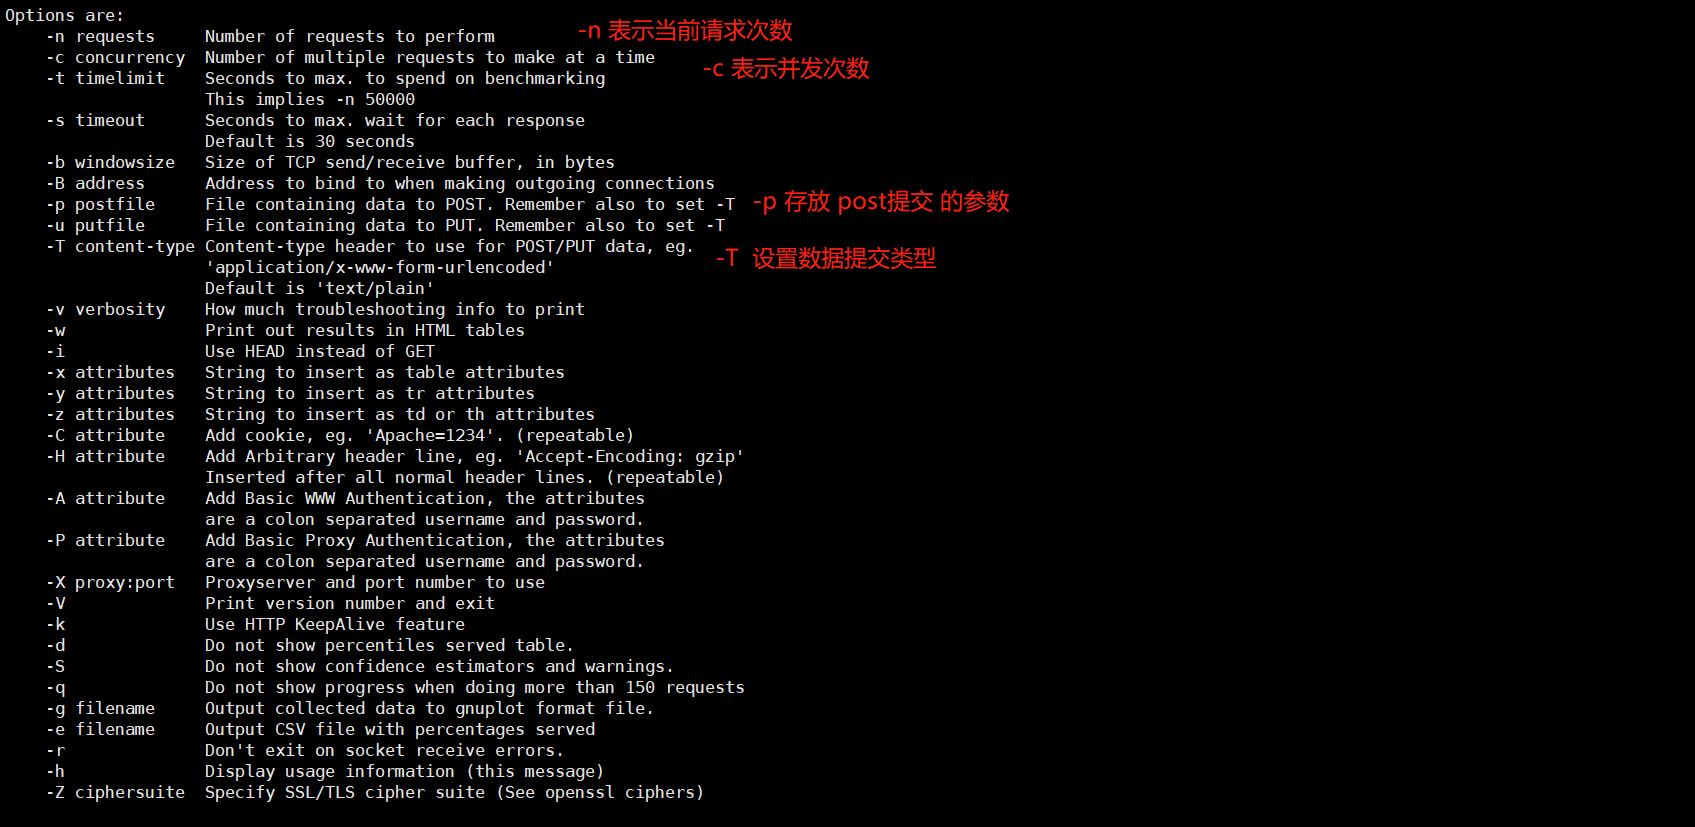 Options are:
-n requests     Number of requests to perform
-n 表示当前请求次数
-c concurrency  Number of multiple requests to make at a time
-c 表示并发次数
-t timelimit    Seconds to max. to spend on benchmarking
This implies -n 50000
-s timeout      Seconds to max. wait for each response
Default is 30 seconds
-b windowsize   Size of TCP send/receive buffer, in bytes
-B address      Address to bind to when making outgoing connections
-p postfile     File containing data to POST. Remember also to set -T
-p 存放 post提交 的参数
-u putfile      File containing data to PUT. Remember also to set -T
-T content-type Content-type header to use for POST/PUT data, eg.
-T 设置数据提交类型
'application/x-www-form-urlencoded'
Default is 'text/plain'
-v verbosity    How much troubleshooting info to print
-w              Print out results in HTML tables
-i              Use HEAD instead of GET
-x attributes   String to insert as table attributes
-y attributes   String to insert as tr attributes
-z attributes   String to insert as td or th attributes
-C attribute    Add cookie, eg. 'Apache=1234'. (repeatable)
-H attribute    Add Arbitrary header line, eg. 'Accept-Encoding: gzip'
Inserted after all normal header lines. (repeatable)
-A attribute    Add Basic WWW Authentication, the attributes
are a colon separated username and password.
-P attribute    Add Basic Proxy Authentication, the attributes
are a colon separated username and password.
-X proxy:port   Proxyserver and port number to use
-V              Print version number and exit
-k              Use HTTP KeepAlive feature
-d              Do not show percentiles served table.
-S              Do not show confidence estimators and warnings.
-q              Do not show progress when doing more than 150 requests
-g filename     Output collected data to gnuplot format file.
-e filename     Output CSV file with percentages served
-r              Don't exit on socket receive errors.
-h              Display usage information (this message)
-Z ciphersuite  Specify SSL/TLS cipher suite (See openssl ciphers)